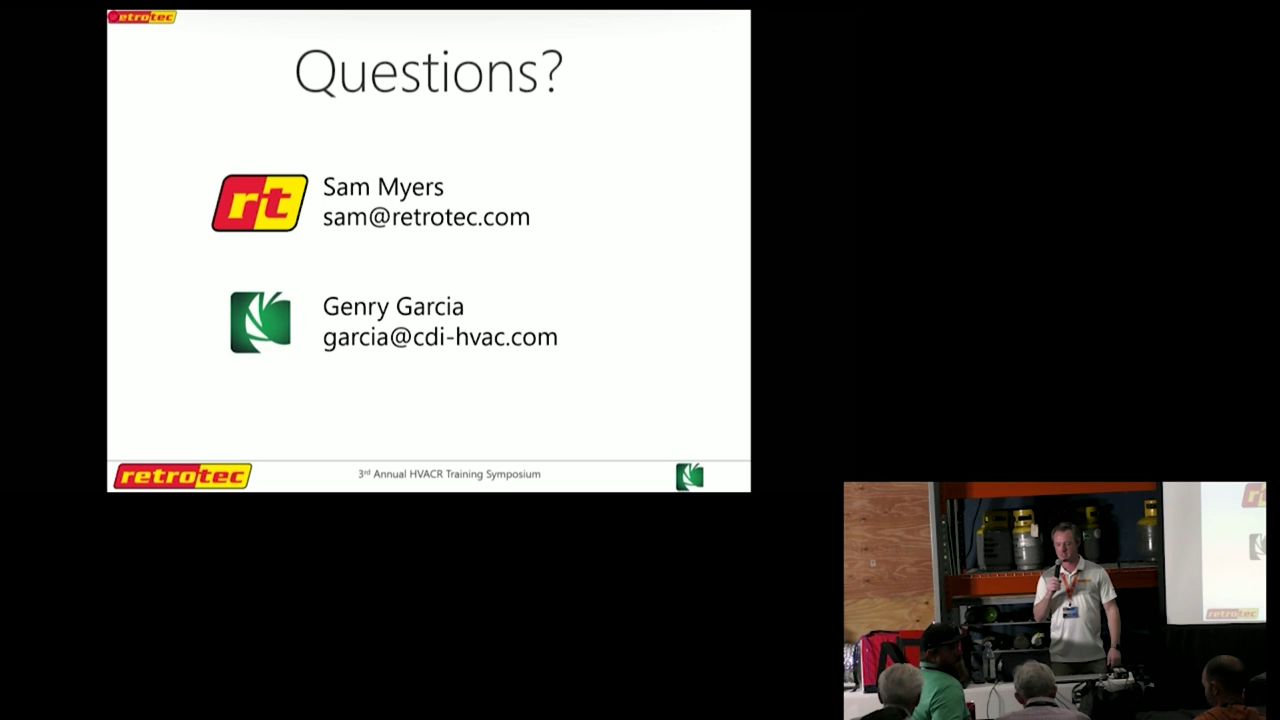 retrotec
Questions?
rt
Sam Myers
sam@retrotec.com
Genry Garcia
garcia@cdi-hvac.com
retrotec
3rd Annual HVACR Training Symposium
retrotec